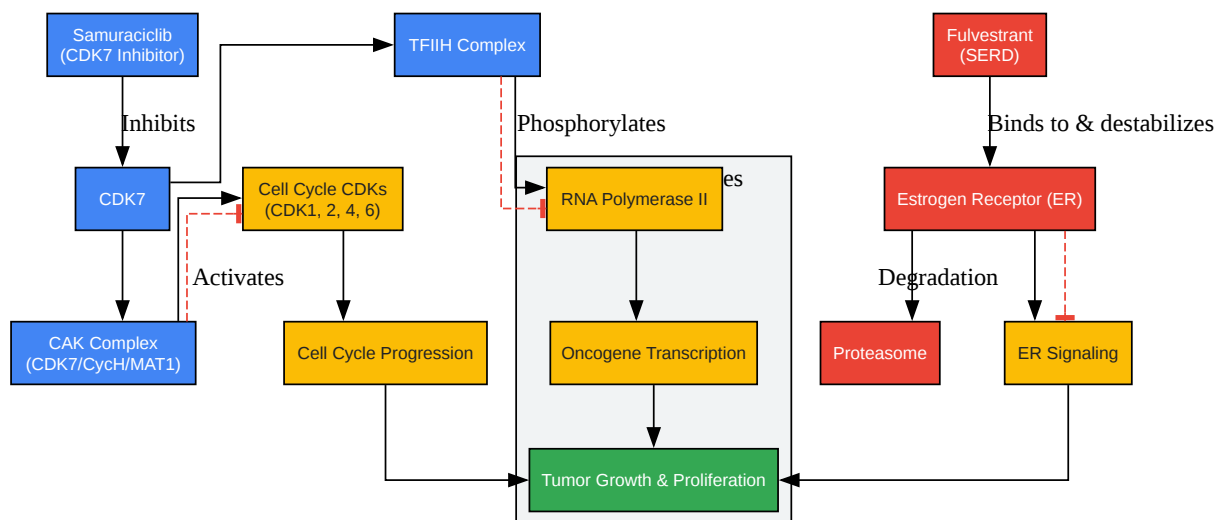 Samuraciclib
(CDK7 Inhibitor)
TFIIH Complex
Fulvestrant
(SERD)
Inhibits
Phosphorylates
Binds to & destabilizes
CDK7
Cell Cycle CDKs
(CDK1, 2, 4, 6)
RNA Polymerase II
Estrogen Receptor (ER)
Activates
Degradation
CAK Complex
(CDK7/CycH/MAT1)
Cell Cycle Progression
Oncogene Transcription
Proteasome
ER Signaling
Tumor Growth & Proliferation